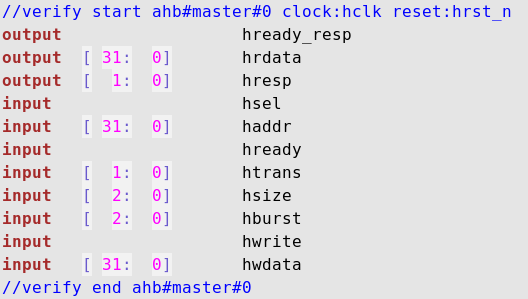 //verify start ahb#master#0 clock:hclk reset:hrst_n
output hready_resp
output [ 31: 0] hrdata
output [ 1: 0] hresp
input hsel
input [ 31: 0] haddr
input hready
input [ 1: 0] htrans
input [ 2: 0] hsize
input [ 2: 0] hburst
input hwrite
input [ 31: 0] hwdata
//verify end ahb#master#0